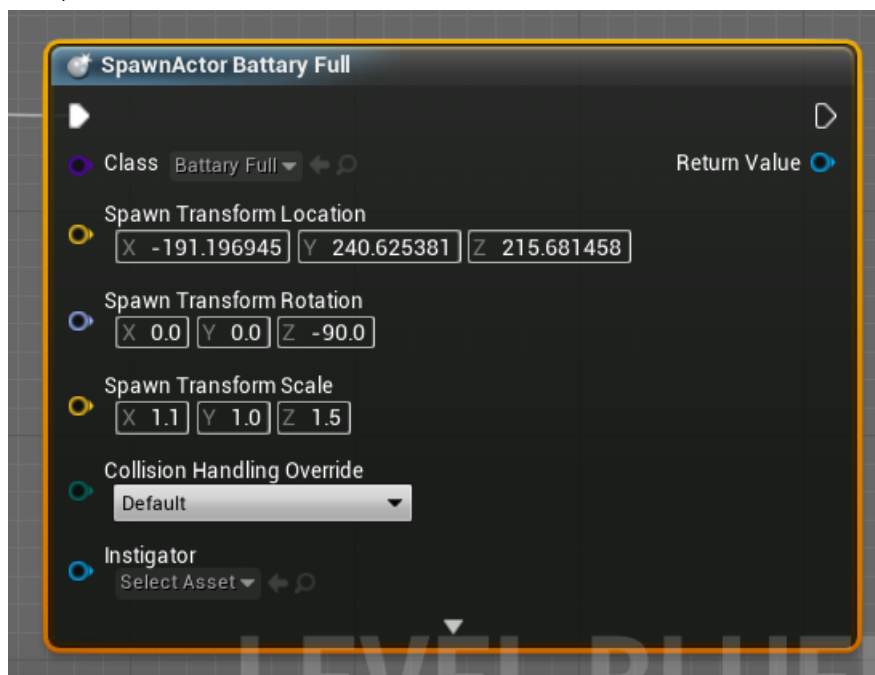 SpawnActor Battary Full
Class Battary Full
Return Value
Spawn Transform Location
X -191.196945 Y 240.625381 Z 215.681458
Spawn Transform Rotation
X 0.0 Y 0.0 Z -90.0
Spawn Transform Scale
X 1.1 Y 1.0 Z 1.5
Collision Handling Override
Default
Instigator
Select Asset
LEVEL